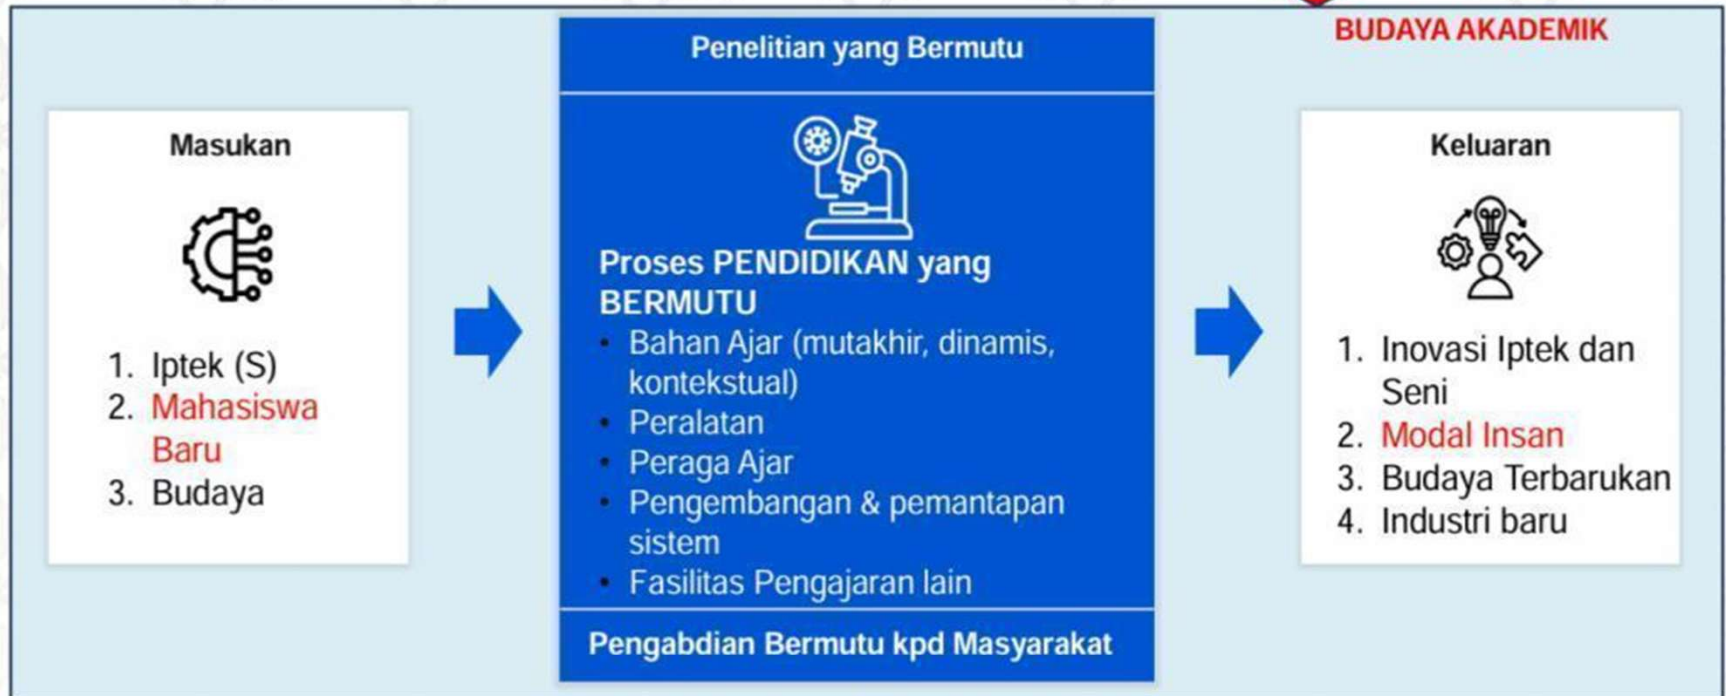 BUDAYA AKADEMIK
Masukan
1. Iptek (S)
2. Mahasiswa
Baru
3. Budaya
Penelitian yang Bermutu
Proses PENDIDIKAN yang
BERMUTU
• Bahan Ajar (mutakhir, dinamis,
kontekstual)
• Peralatan
• Peraga Ajar
• Pengembangan & pemantapan
sistem
• Fasilitas Pengajaran lain
Pengabdian Bermutu kpd Masyarakat
Keluaran
1. Inovasi Iptek dan
Seni
2. Modal Insan
3. Budaya Terbarukan
4. Industri baru